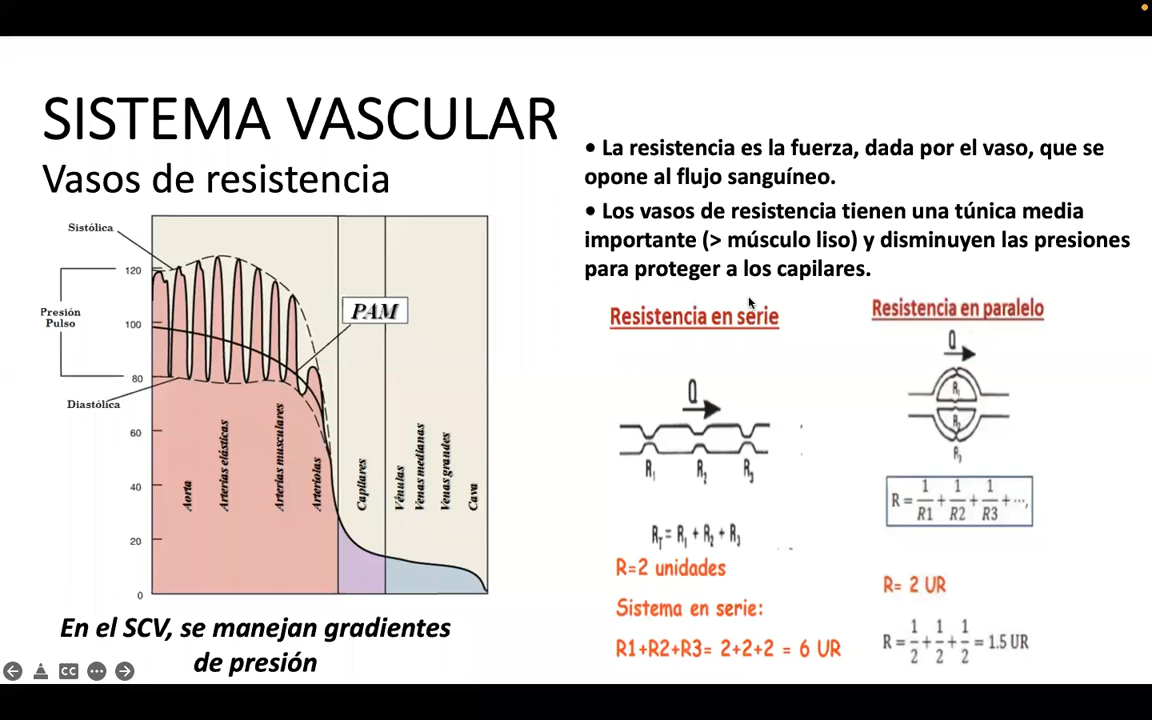 SISTEMA VASCULAR
Vasos de resistencia
Sistólica
120
Presión
Pulso
100
80
Diastólica
60
40
20
0
PAM
Aorta
Arterias elásticas
Arterias musculares
Arteriolas
Capilares
Vénulas
Venas medianas
Venas grandes
Cava
En el SCV, se manejan gradientes
de presión
• La resistencia es la fuerza, dada por el vaso, que se
opone al flujo sanguíneo.
• Los vasos de resistencia tienen una túnica media
importante (> músculo liso) y disminuyen las presiones
para proteger a los capilares.
Resistencia en serie
Q
R1 R2 R3
RT = R1 + R2 + R3
R=2 unidades
Sistema en serie:
R1+R2+R3= 2+2+2 = 6 UR
Resistencia en paralelo
Q
R1
R2
R3
R = 1/R1 + 1/R2 + 1/R3 + ...,
R= 2 UR
R = 1/2 + 1/2 + 1/2 = 1.5 UR
CC